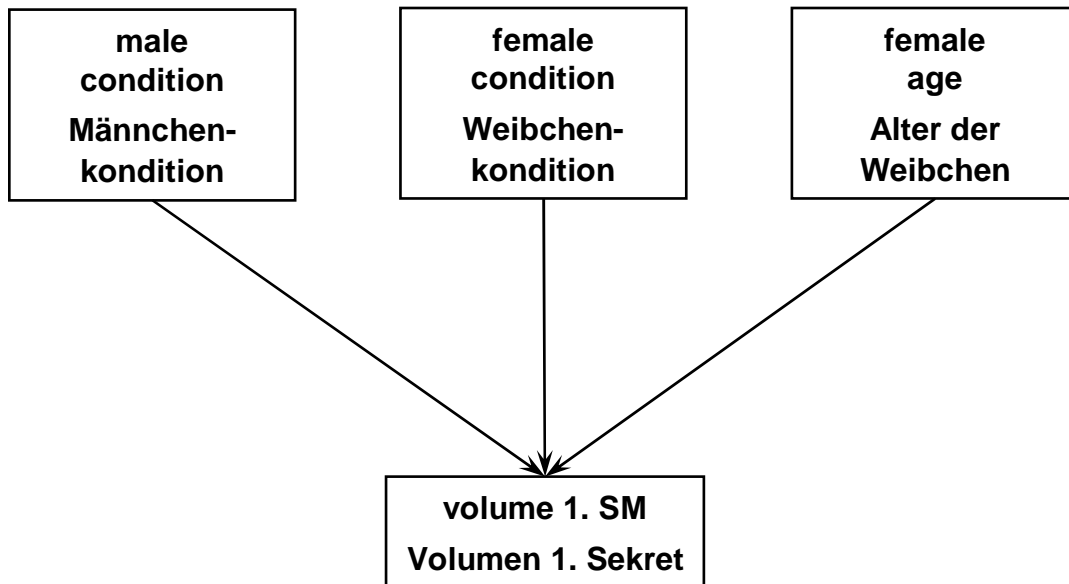 male
condition
Männchen-
kondition
female
condition
Weibchen-
kondition
female
age
Alter der
Weibchen
volume 1. SM
Volumen 1. Sekret